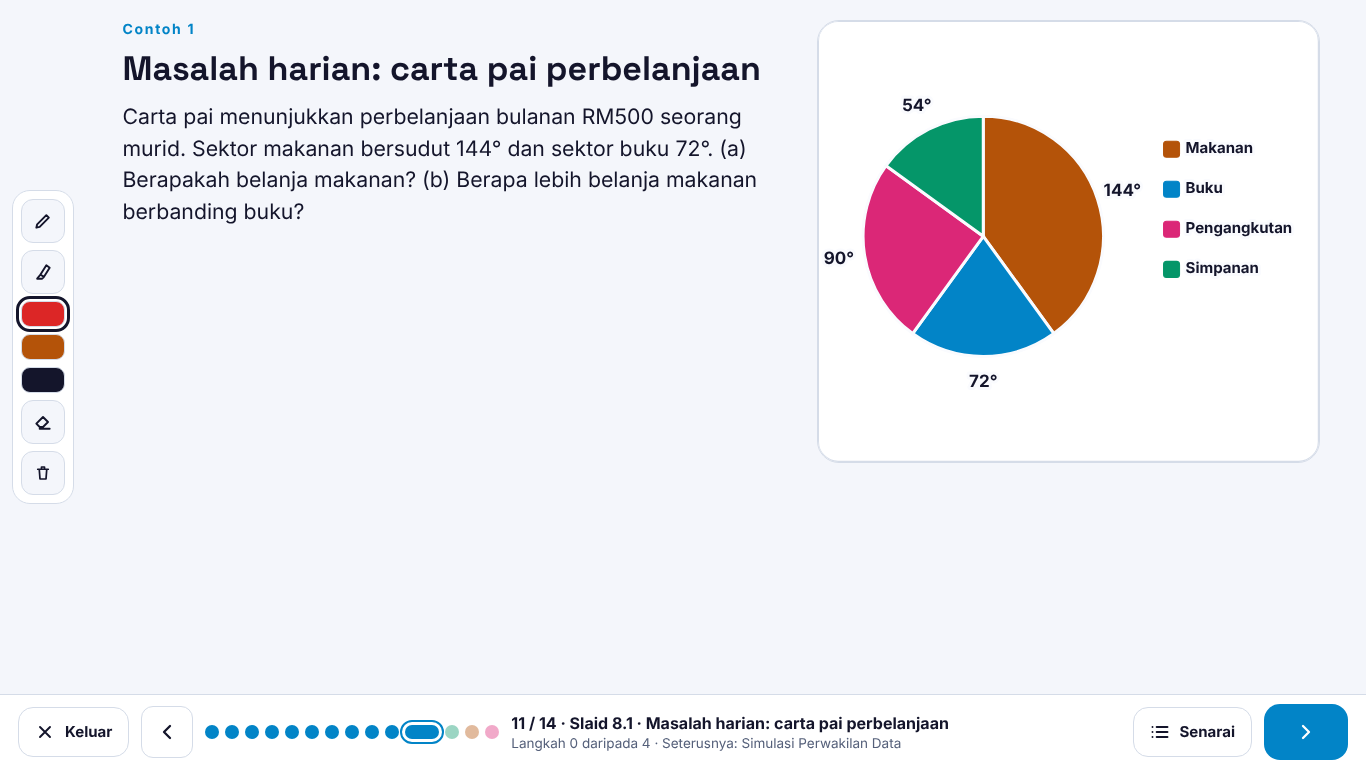 Contoh 1
Masalah harian: carta pai perbelanjaan
Carta pai menunjukkan perbelanjaan bulanan RM500 seorang
murid. Sektor makanan bersudut 144° dan sektor buku 72°. (a)
Berapakah belanja makanan? (b) Berapa lebih belanja makanan
berbanding buku?
54°
144°
90°
72°
Makanan
Buku
Pengangkutan
Simpanan
Keluar
11 / 14 · Slaid 8.1 · Masalah harian: carta pai perbelanjaan
Langkah 0 daripada 4 · Seterusnya: Simulasi Perwakilan Data
Senarai